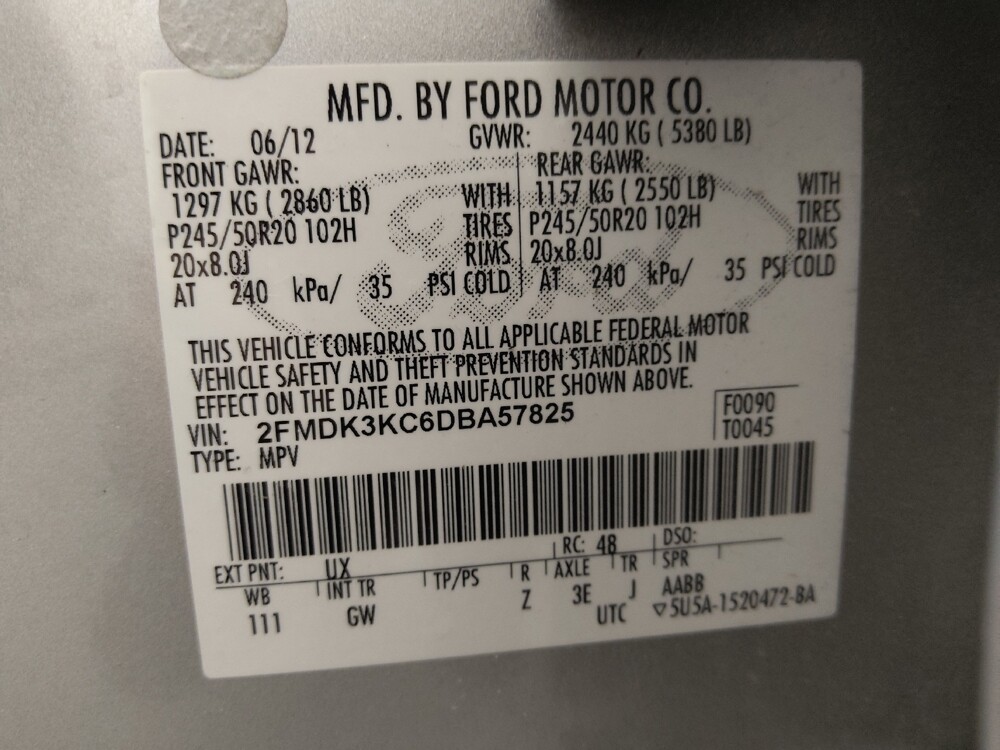 MFD. BY FORD MOTOR CO.
DATE: 06/12 GVWR: 2440 KG ( 5380 LB)
FRONT GAWR: REAR GAWR:
1297 KG ( 2860 LB) WITH 1157 KG ( 2550 LB) WITH
P245/50R20 102H TIRES P245/50R20 102H TIRES
20x8.0J RIMS 20x8.0J RIMS
AT 240 kPa/ 35 PSI COLD AT 240 kPa/ 35 PSI COLD
Ford
THIS VEHICLE CONFORMS TO ALL APPLICABLE FEDERAL MOTOR
VEHICLE SAFETY AND THEFT PREVENTION STANDARDS IN
EFFECT ON THE DATE OF MANUFACTURE SHOWN ABOVE.
VIN: 2FMDK3KC6DBA57825 F0090
TYPE: MPV T0045
EXT PNT: UX RC: 48 DSO:
WB INT TR TP/PS R AXLE TR SPR
111 GW Z 3E J AABB
UTC ▽5U5A-1520472-BA